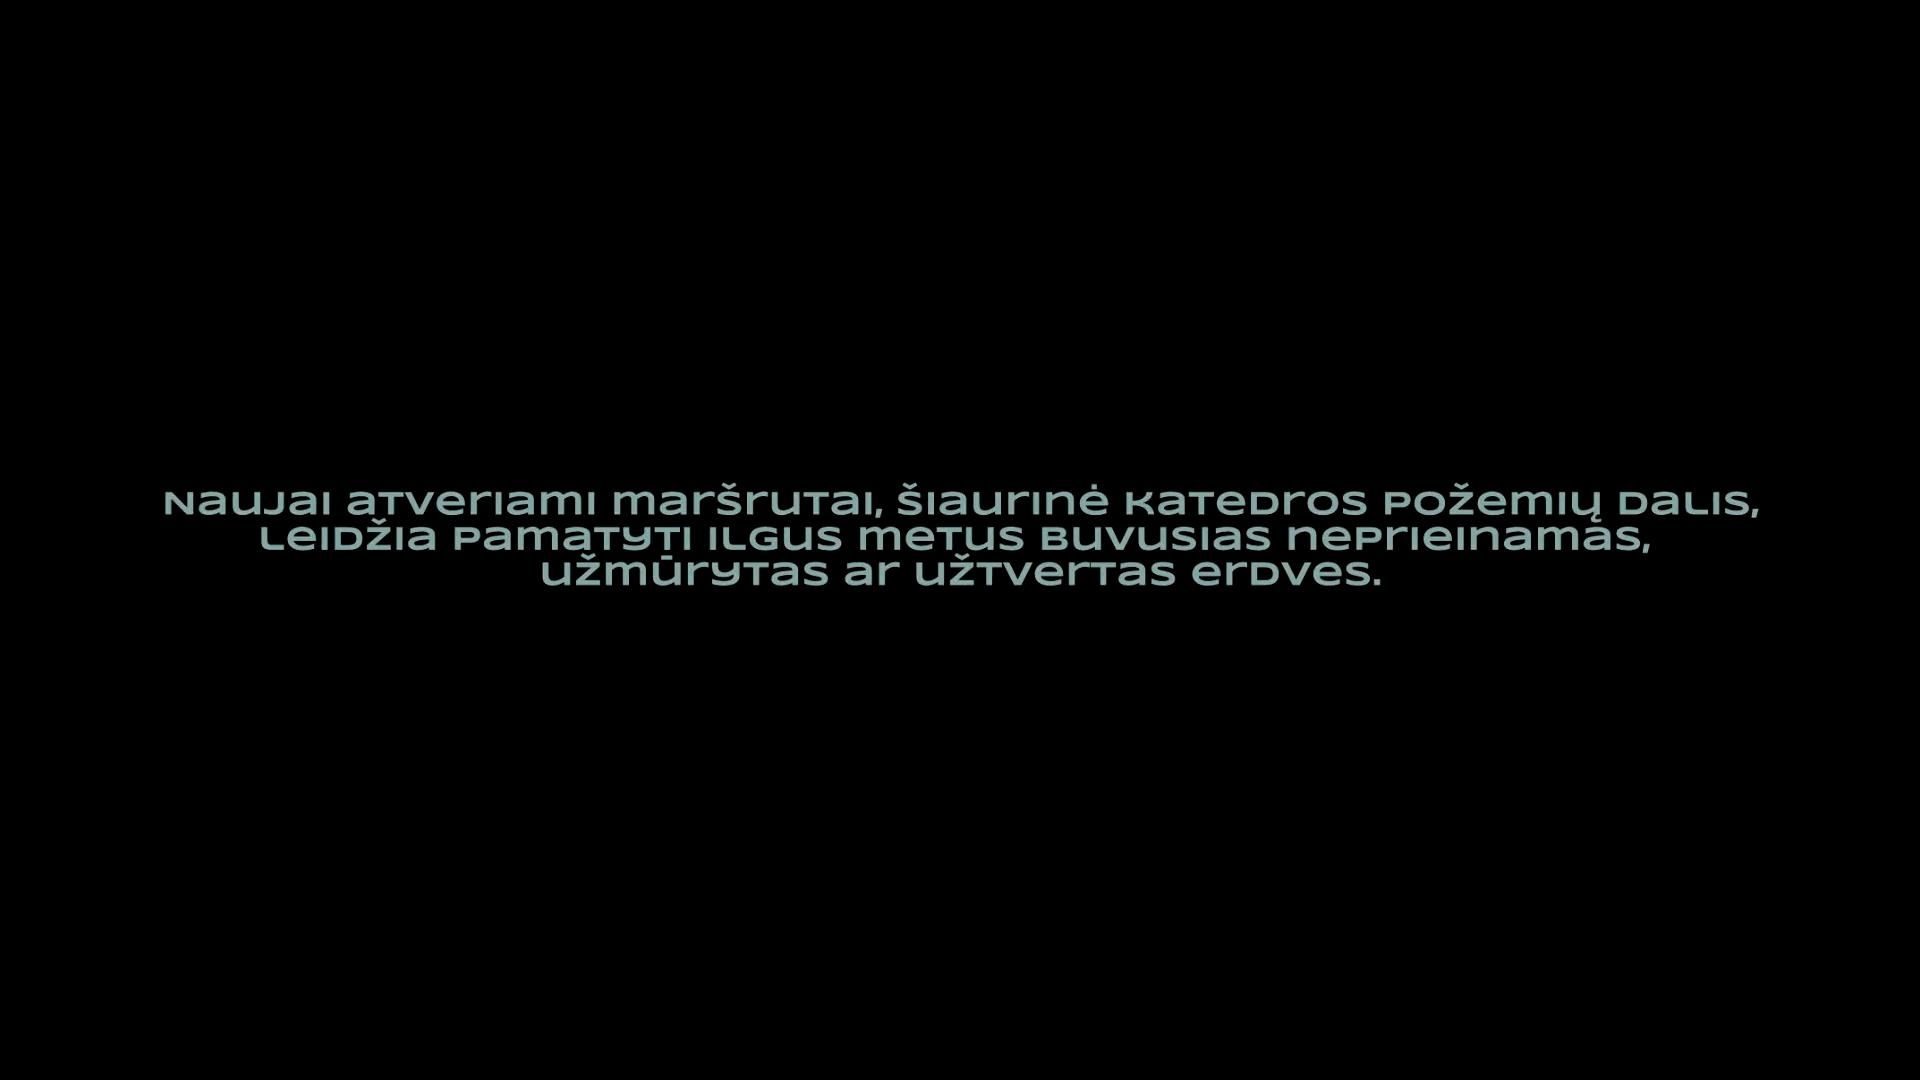 Naujai atveriami maršrutai, šiaurinė katedros požemių dalis,
leidžia pamatyti ilgus metus buvusias neprieinamas,
užmūrytas ar užtvertas erdves.